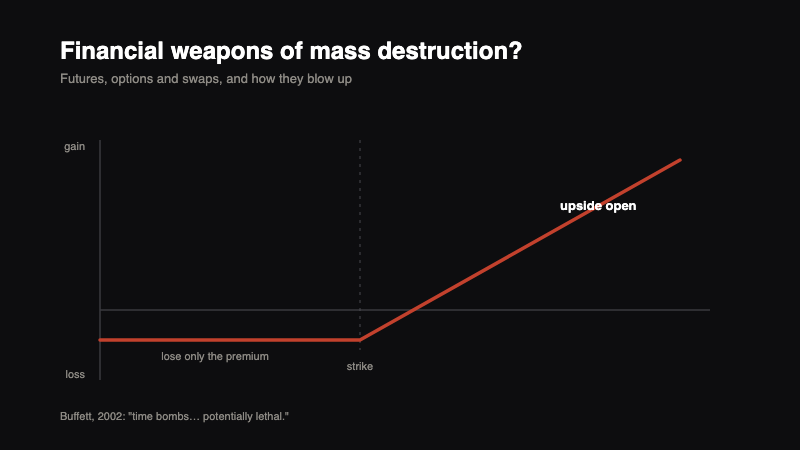 Financial weapons of mass destruction?
Futures, options and swaps, and how they blow up
gain
upside open
lose only the premium
strike
loss
Buffett, 2002: "time bombs… potentially lethal."